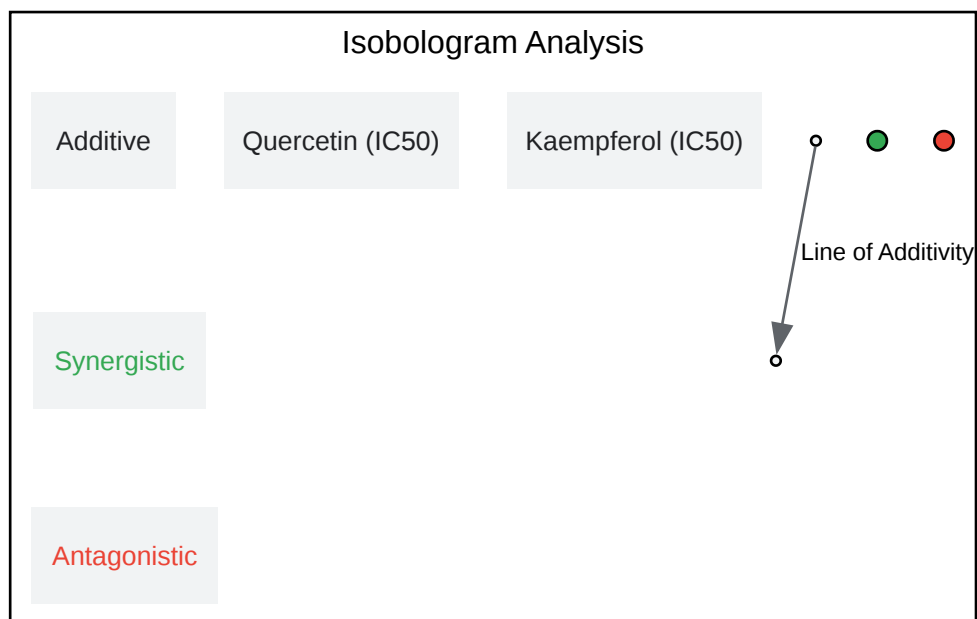 Isobologram Analysis
Additive
Quercetin (IC50)
Kaempferol (IC50)
Line of Additivity
Synergistic
Antagonistic